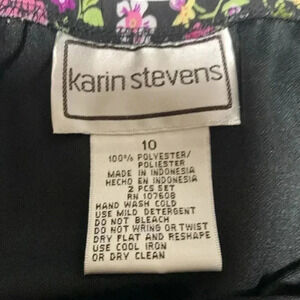 karin stevens
10
100% POLYESTER/
POLIESTER
MADE IN INDONESIA
HECHO EN INDONESIA
2 PCS SET
RN 107608
HAND WASH COLD
USE MILD DETERGENT
DO NOT BLEACH
DO NOT WRING OR TWIST
DRY FLAT AND RESHAPE
USE COOL IRON
OR DRY CLEAN